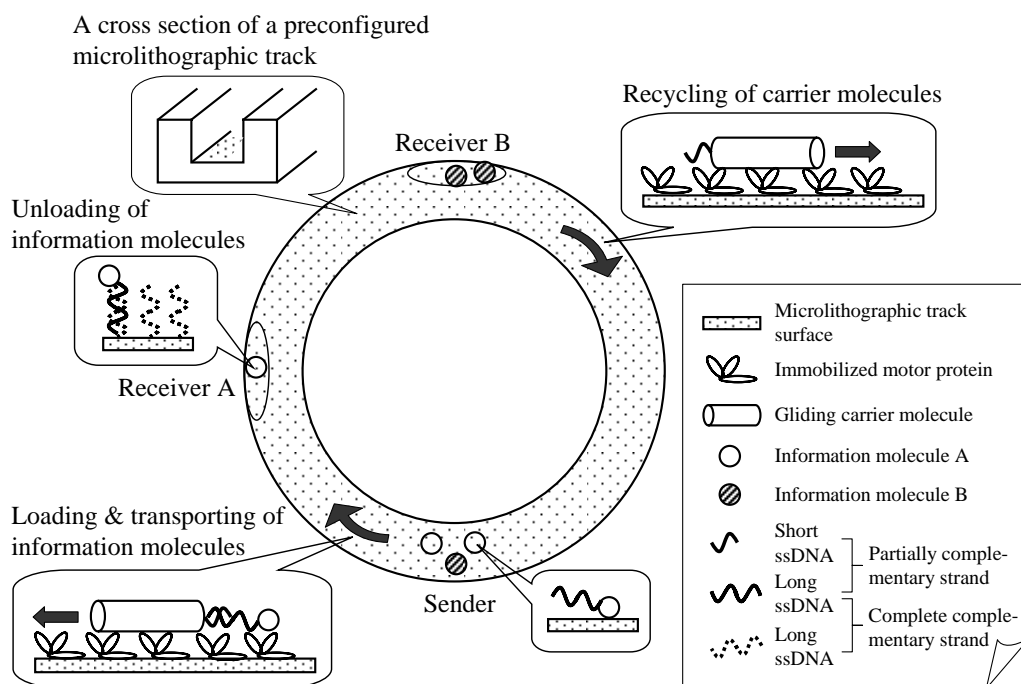 A cross section of a preconfigured
microlithographic track
Recycling of carrier molecules
Receiver B
Unloading of
information molecules
Receiver A
Loading & transporting of
information molecules
Sender
Microlithographic track
surface
Immobilized motor protein
Gliding carrier molecule
Information molecule A
Information molecule B
Short
ssDNA
Long
ssDNA
Partially comple-
mentary strand
Long
ssDNA
Complete comple-
mentary strand